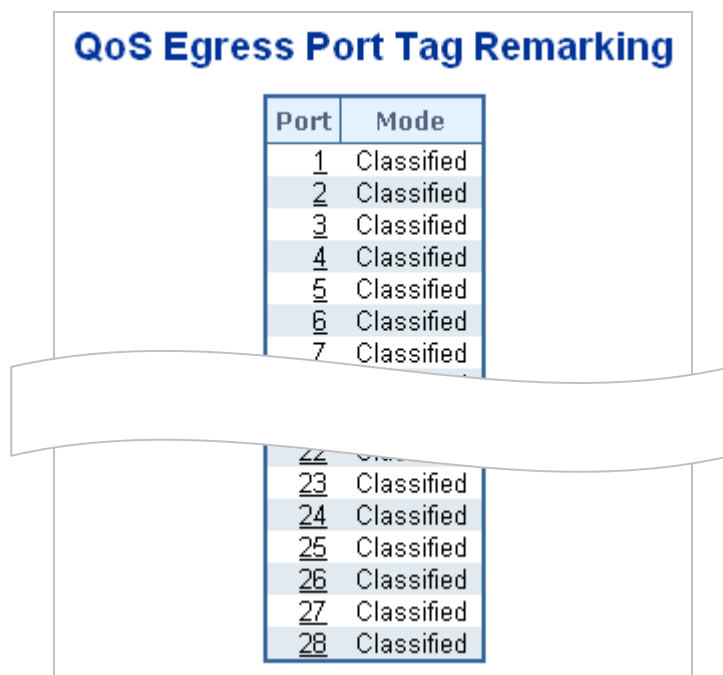 QoS Egress Port Tag Remarking
Port Mode
1 Classified
2 Classified
3 Classified
4 Classified
5 Classified
6 Classified
7 Classified
22
23 Classified
24 Classified
25 Classified
26 Classified
27 Classified
28 Classified